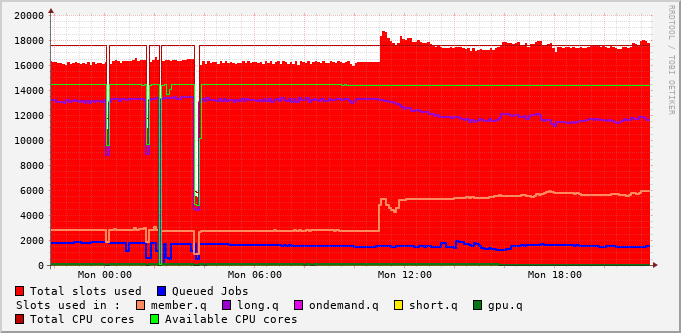 RRDTOOL / TOBI OETIKER
20000
18000
16000
14000
12000
10000
8000
6000
4000
2000
0
Mon 00:00 Mon 06:00 Mon 12:00 Mon 18:00
Total slots used Queued Jobs
Slots used in : member.q long.q ondemand.q short.q gpu.q
Total CPU cores Available CPU cores